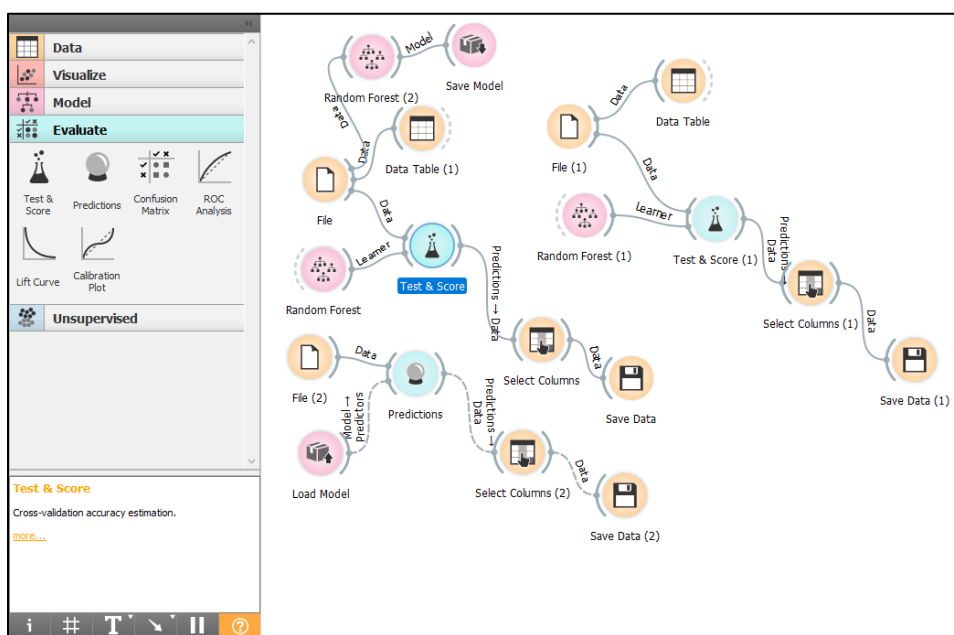 Data
Visualize
Model
Evaluate
Test &
Score
Predictions
Confusion
Matrix
ROC
Analysis
Lift Curve
Calibration
Plot
Unsupervised
Test & Score
Cross-validation accuracy estimation.
more...
Model
Random Forest (2)
Save Model
Data
Data
Data Table (1)
File
Data
Learner
Test & Score
Random Forest
Predictions → Data
Select Columns
Data
Save Data
Data
File (2)
Predictions
Model →
Predictors
Load Model
Predictions →
Data
Select Columns (2)
Data
Save Data (2)
Data
Data Table
File (1)
Data
Learner
Random Forest (1)
Test & Score (1)
Predictions →
Data
Select Columns (1)
Data
Save Data (1)
i
#
T
?